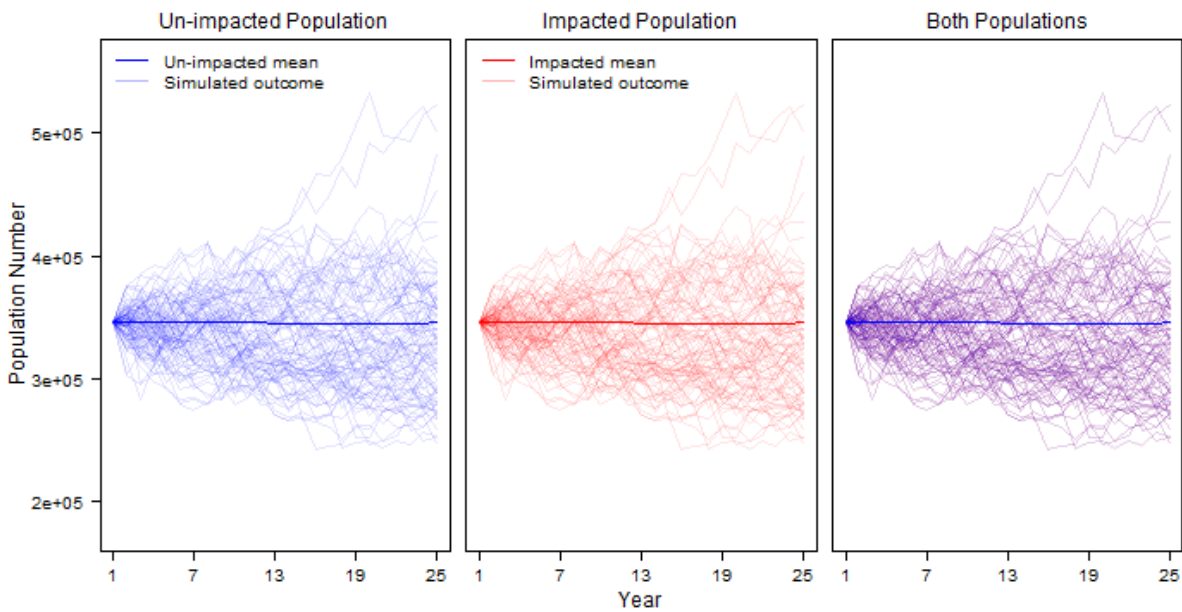 Un-impacted Population
Impacted Population
Both Populations
Un-impacted mean
Simulated outcome
Impacted mean
Simulated outcome
Population Number
5e+05
4e+05
3e+05
2e+05
1 7 13 19 25
1 7 13 19 25
1 7 13 19 25
Year